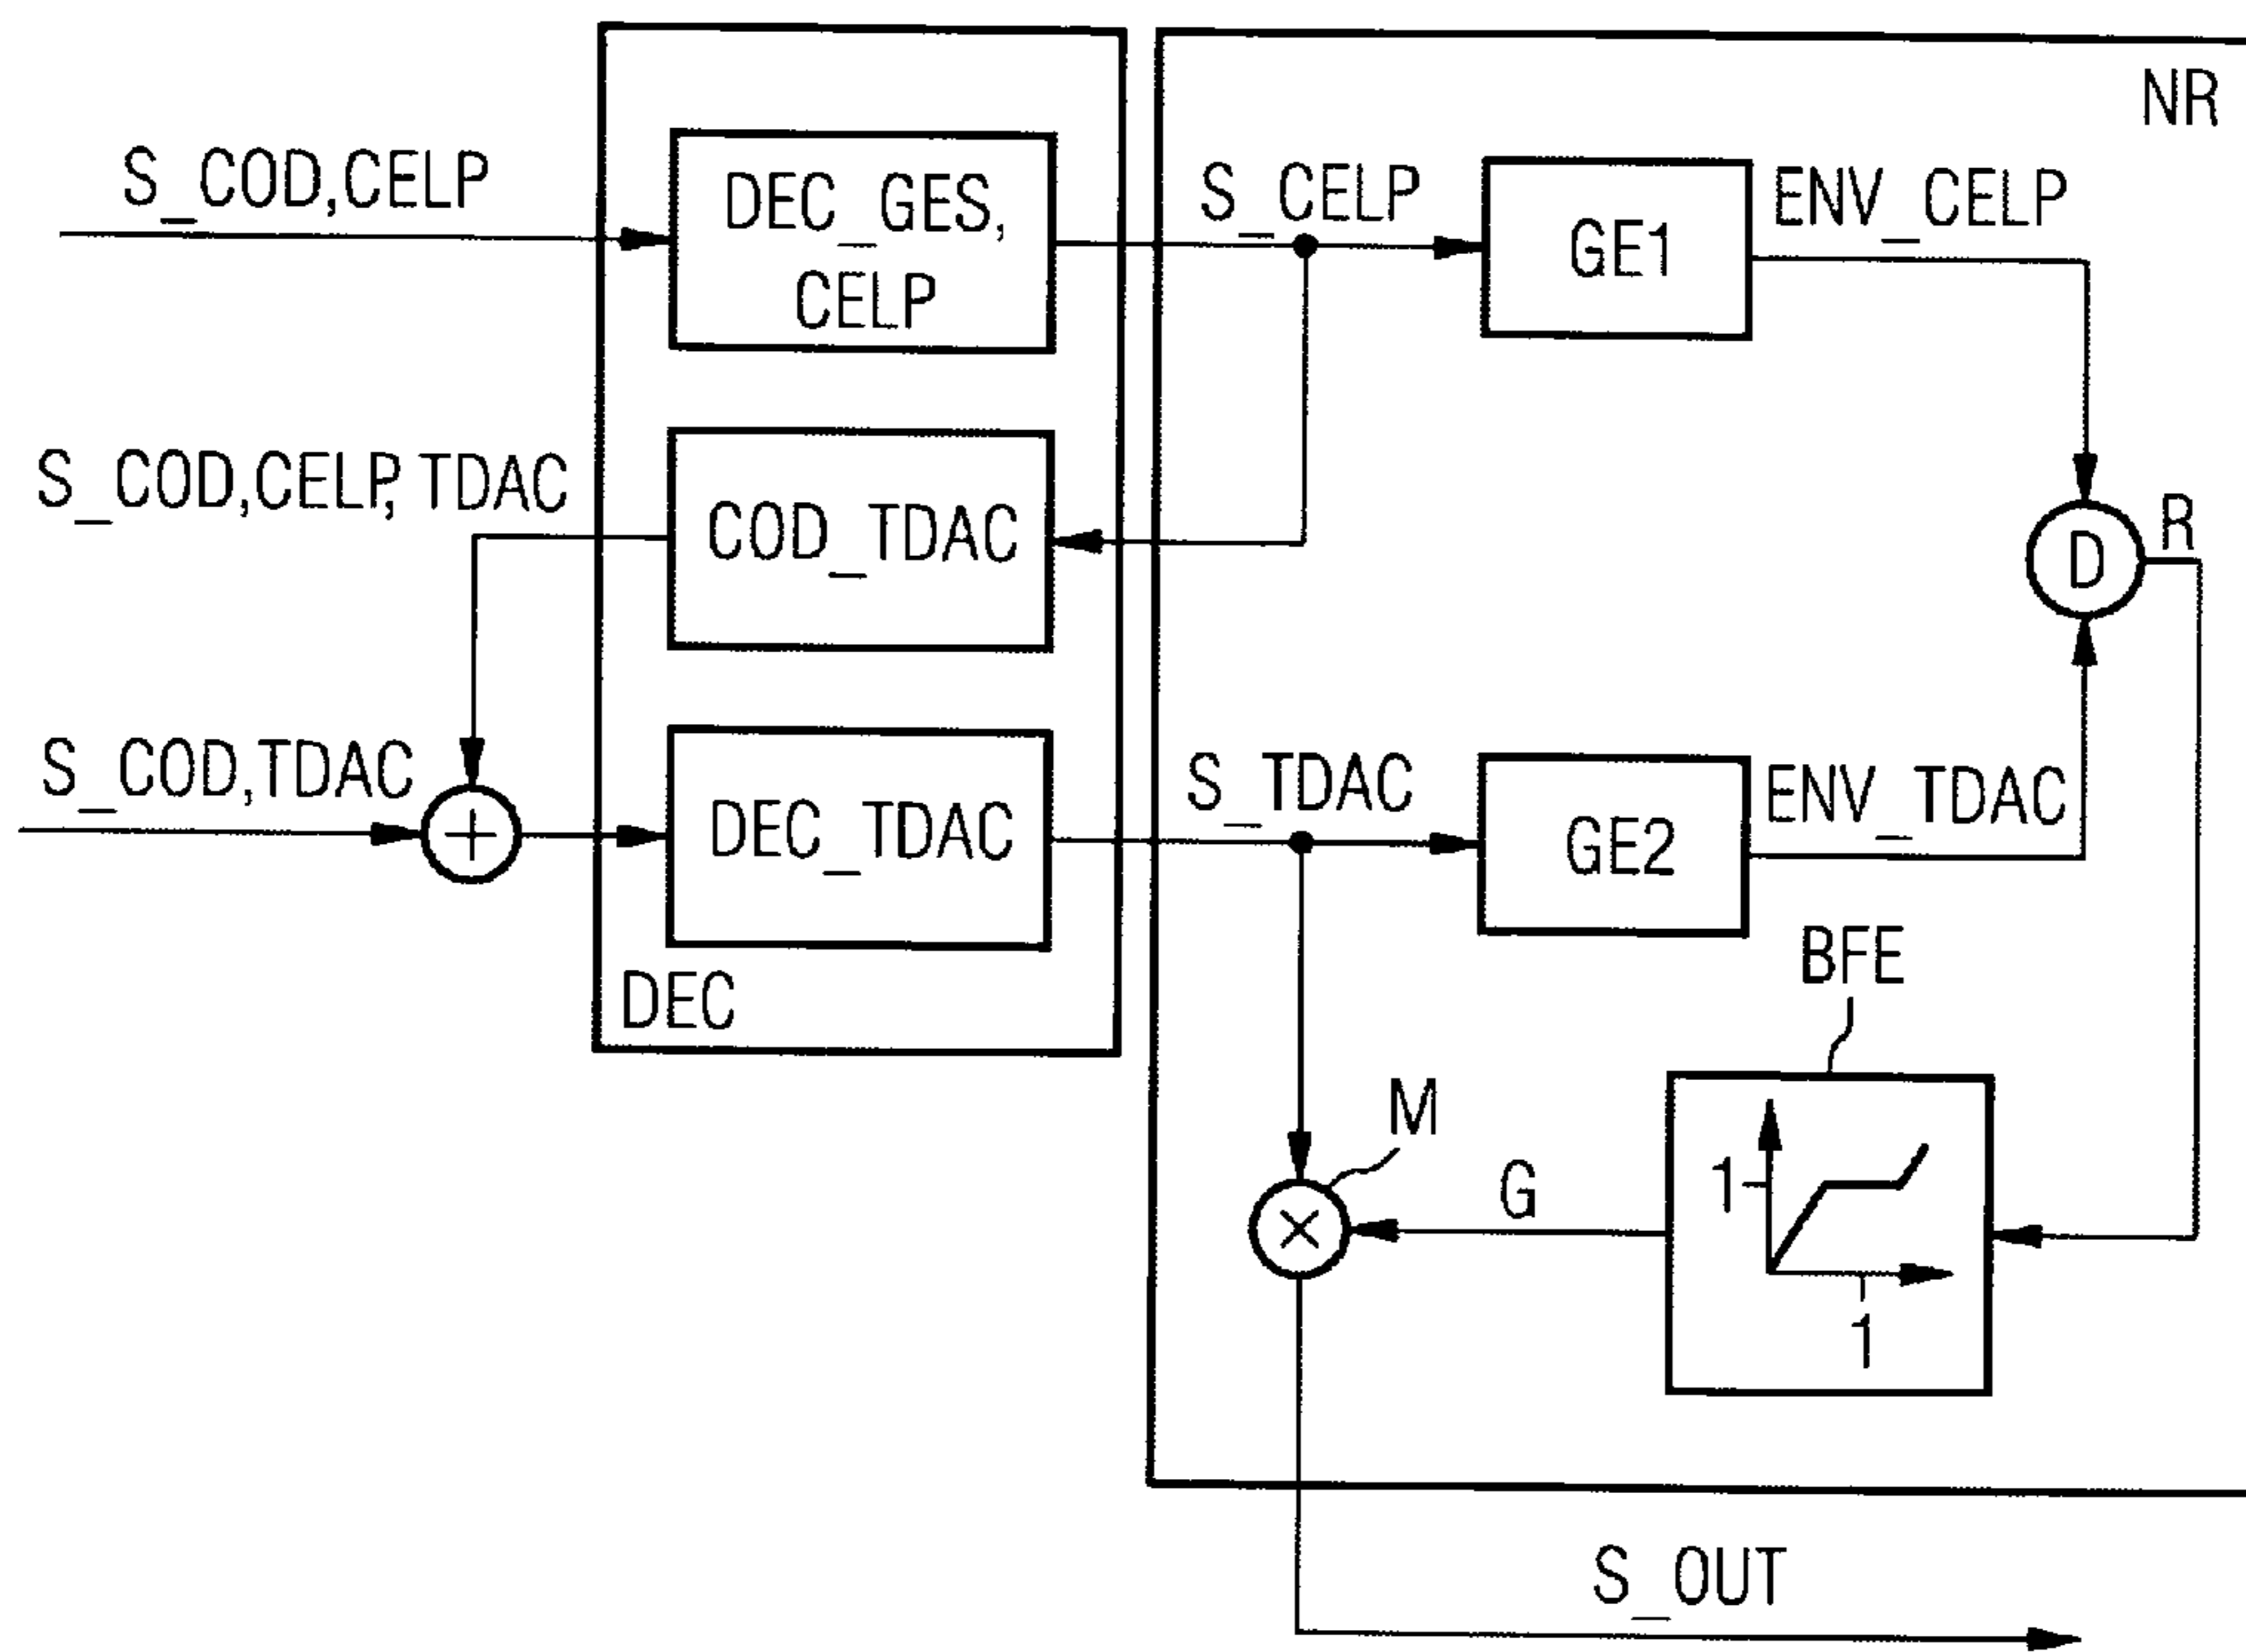 NR
S_COD,CELP
DEC_GES,
CELP
S_CELP
GE1
ENV_CELP
S_COD,CELP,TDAC
COD_TDAC
D
R
S_COD,TDAC
+
DEC_TDAC
S_TDAC
GE2
ENV_TDAC
DEC
BFE
M
×
G
1
1
S_OUT